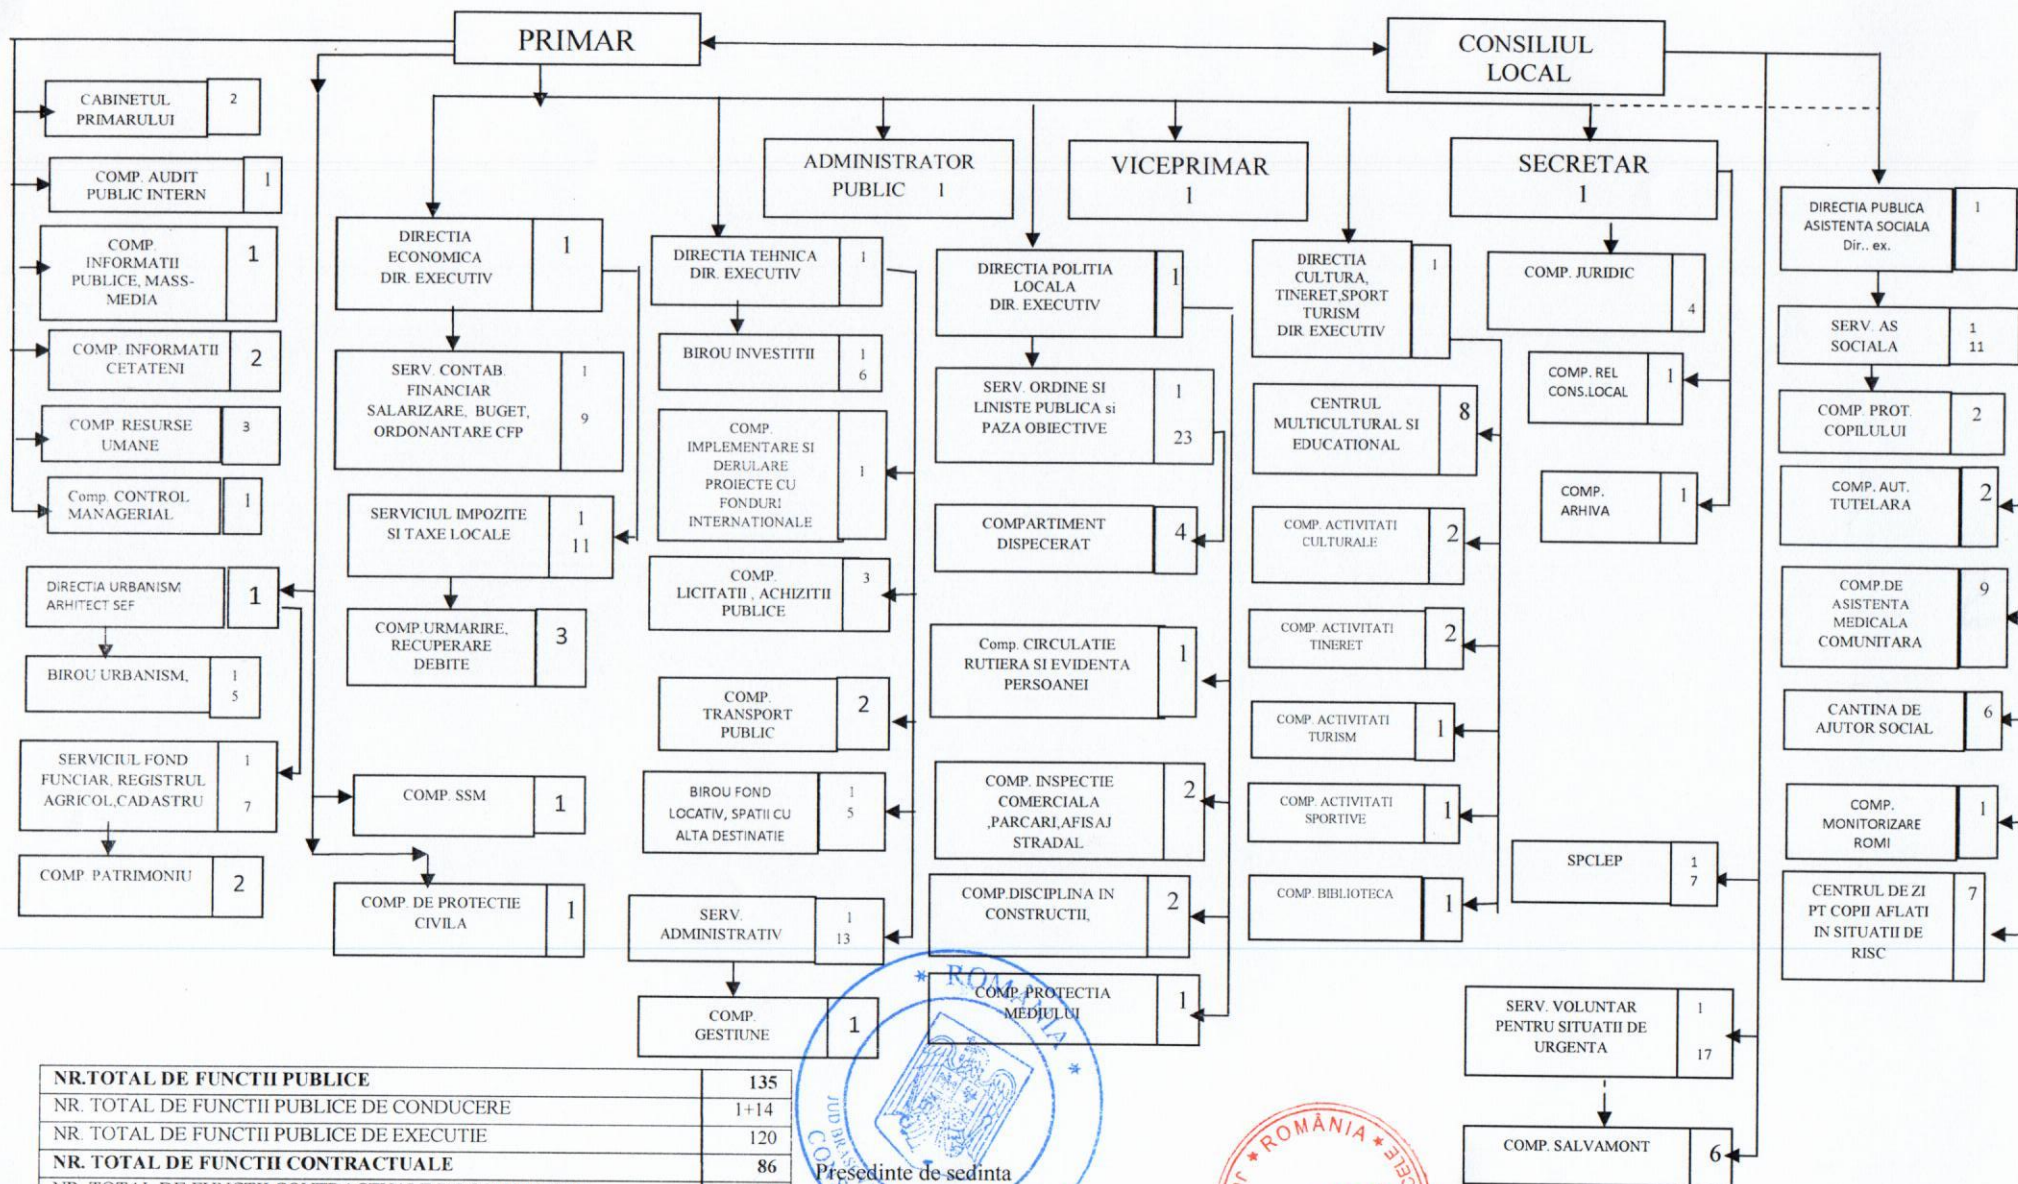 PRIMAR
CONSILIUL
LOCAL
CABINETUL
PRIMARULUI
2
COMP. AUDIT
PUBLIC INTERN
1
COMP.
INFORMATII
PUBLICE, MASS-
MEDIA
1
COMP. INFORMATII
CETATENI
2
COMP RESURSE
UMANE
3
Comp. CONTROL
MANAGERIAL
1
DIRECTIA URBANISM
ARHITECT SEF
1
BIROU URBANISM,
1
5
SERVICIUL FOND
FUNCIAR, REGISTRUL
AGRICOL,CADASTRU
1
7
COMP. PATRIMONIU
2
DIRECTIA
ECONOMICA
DIR. EXECUTIV
1
SERV. CONTAB.
FINANCIAR
SALARIZARE, BUGET,
ORDONANTARE CFP
1
9
SERVICIUL IMPOZITE
SI TAXE LOCALE
1
11
COMP.URMARIRE,
RECUPERARE
DEBITE
3
COMP. SSM
1
COMP. DE PROTECTIE
CIVILA
1
ADMINISTRATOR
PUBLIC 1
VICEPRIMAR
1
SECRETAR
1
DIRECTIA TEHNICA
DIR. EXECUTIV
1
BIROU INVESTITII
1
6
COMP.
IMPLEMENTARE SI
DERULARE
PROIECTE CU
FONDURI
INTERNATIONALE
1
COMP.
LICITATII , ACHIZITII
PUBLICE
3
COMP.
TRANSPORT
PUBLIC
2
BIROU FOND
LOCATIV, SPATII CU
ALTA DESTINATIE
1
5
SERV.
ADMINISTRATIV
1
13
COMP.
GESTIUNE
1
DIRECTIA POLITIA
LOCALA
DIR. EXECUTIV
1
SERV. ORDINE SI
LINISTE PUBLICA si
PAZA OBIECTIVE
1
23
COMPARTIMENT
DISPECERAT
4
Comp. CIRCULATIE
RUTIERA SI EVIDENTA
PERSOANEI
1
COMP. INSPECTIE
COMERCIALA
,PARCARI,AFISAJ
STRADAL
2
COMP.DISCIPLINA IN
CONSTRUCTII,
2
COMP. PROTECTIA
MEDIULUI
1
DIRECTIA
CULTURA,
TINERET,SPORT
TURISM
DIR EXECUTIV
1
CENTRUL
MULTICULTURAL SI
EDUCATIONAL
8
COMP. ACTIVITATI
CULTURALE
2
COMP. ACTIVITATI
TINERET
2
COMP. ACTIVITATI
TURISM
1
COMP. ACTIVITATI
SPORTIVE
1
COMP. BIBLIOTECA
1
COMP. JURIDIC
4
COMP. REL
CONS.LOCAL
1
COMP.
ARHIVA
1
SPCLEP
1
7
SERV. VOLUNTAR
PENTRU SITUATII DE
URGENTA
1
17
COMP. SALVAMONT
6
DIRECTIA PUBLICA
ASISTENTA SOCIALA
Dir.. ex.
1
SERV. AS
SOCIALA
1
11
COMP. PROT.
COPILULUI
2
COMP. AUT.
TUTELARA
2
COMP.DE
ASISTENTA
MEDICALA
COMUNITARA
9
CANTINA DE
AJUTOR SOCIAL
6
COMP.
MONITORIZARE
ROMI
1
CENTRUL DE ZI
PT COPII AFLATI
IN SITUATII DE
RISC
7
NR.TOTAL DE FUNCTII PUBLICE 135
NR. TOTAL DE FUNCTII PUBLICE DE CONDUCERE 1+14
NR. TOTAL DE FUNCTII PUBLICE DE EXECUTIE 120
NR. TOTAL DE FUNCTII CONTRACTUALE 86
* ROMANIA *
JUD BRASOV
Presedinte de sedinta
* ROMÂNIA *